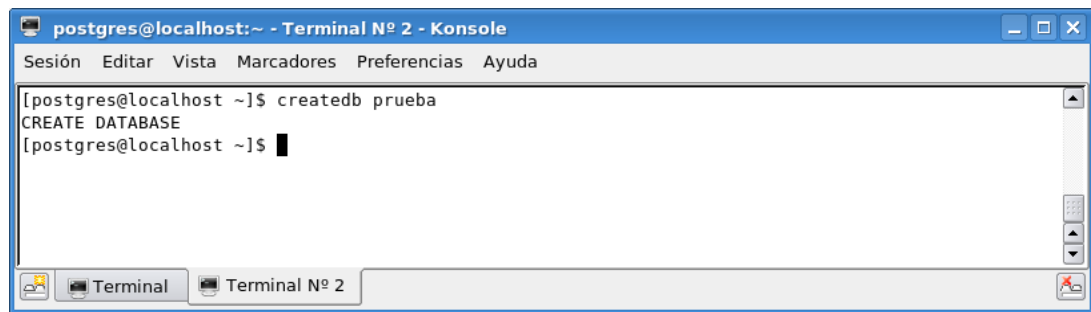 postgres@localhost:~ - Terminal Nº 2 - Konsole
Sesión Editar Vista Marcadores Preferencias Ayuda
[postgres@localhost ~]$ createdb prueba
CREATE DATABASE
[postgres@localhost ~]$
Terminal Terminal Nº 2